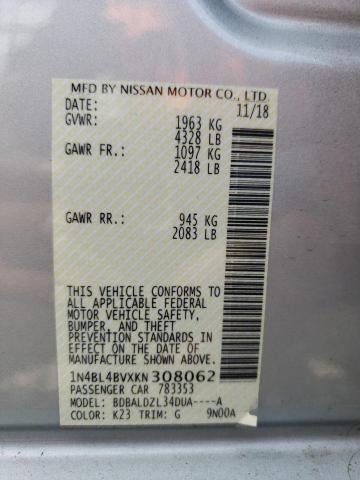 MFD BY NISSAN MOTOR CO., LTD.
DATE: 11/18
GVWR: 1963 KG
4328 LB
GAWR FR.: 1097 KG
2418 LB
GAWR RR.: 945 KG
2083 LB
THIS VEHICLE CONFORMS TO
ALL APPLICABLE FEDERAL
MOTOR VEHICLE SAFETY,
BUMPER, AND THEFT
PREVENTION STANDARDS
IN EFFECT ON THE DATE OF
MANUFACTURE SHOWN ABOVE.
1N4BL4BVXKN308062
PASSENGER CAR 783353
MODEL: BDBALDZL34DUA----A
COLOR: K23 TRIM: G 9N00A